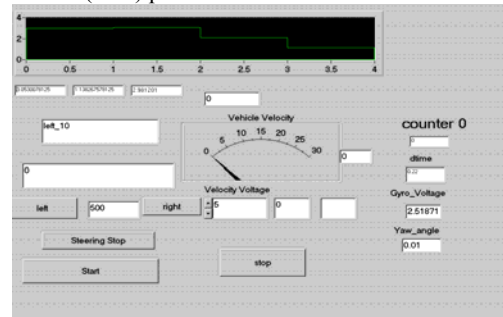 4
2
0
0 0.5 1 1.5 2 2.5 3 3.5 4
0
left_10
Vehicle Velocity
0 5 10 15 20 25 30
0
counter 0
0
dtime
0.22
0
Velocity Voltage
Gyro_Voltage
left 500 right 5 0
2.51871
Yaw_angle
0.01
Steering Stop
Start
stop